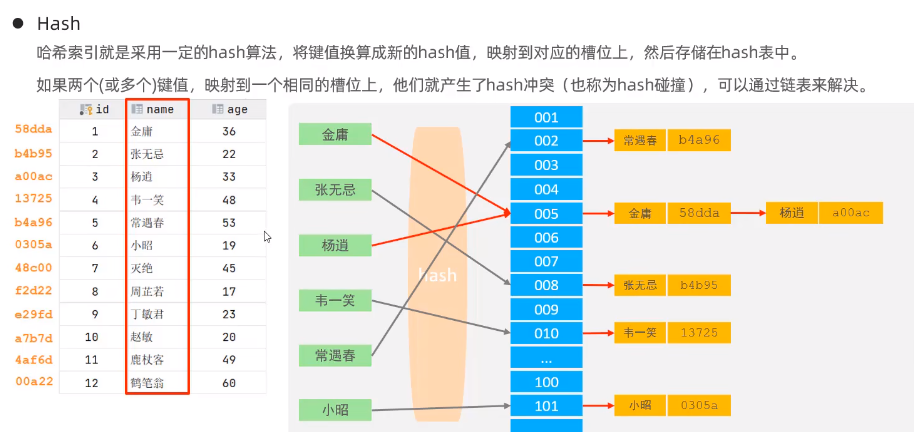 Hash
哈希索引就是采用一定的hash算法，将键值换算成新的hash值，映射到对应的槽位上，然后存储在hash表中。
如果两个(或多个)键值，映射到一个相同的槽位上，他们就产生了hash冲突（也称为hash碰撞），可以通过链表来解决。
id name age
58dda 1 金庸 36
b4b95 2 张无忌 22
a00ac 3 杨逍 33
13725 4 韦一笑 48
b4a96 5 常遇春 53
0305a 6 小昭 19
48c00 7 灭绝 45
f2d22 8 周芷若 17
e29fd 9 丁敏君 23
a7b7d 10 赵敏 20
4af6d 11 鹿杖客 49
00a22 12 鹤笔翁 60
金庸
张无忌
杨逍
韦一笑
常遇春
小昭
hash
001
002 常遇春 b4a96
003
004
005 金庸 58dda 杨逍 a00ac
006
007
008 张无忌 b4b95
009
010 韦一笑 13725
...
100
101 小昭 0305a